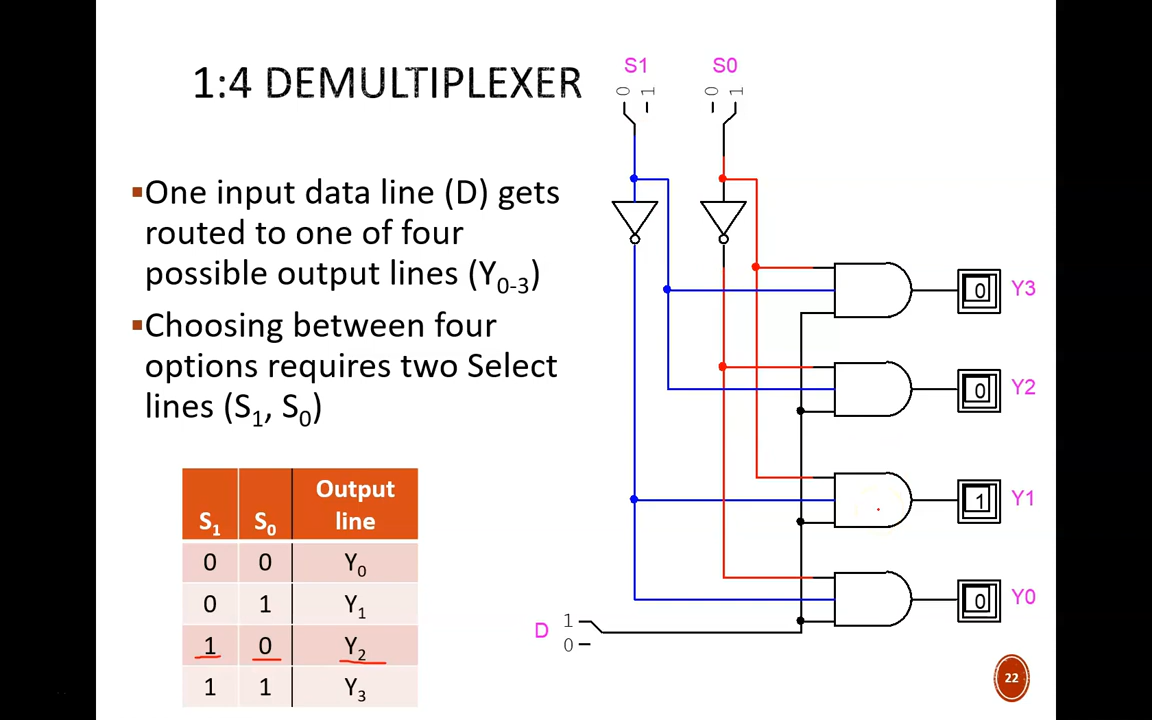 1:4 DEMULTIPLEXER
▪One input data line (D) gets
routed to one of four
possible output lines (Y0-3)
▪Choosing between four
options requires two Select
lines (S1, S0)
S1 S0 Output line
0 0 Y0
0 1 Y1
1 0 Y2
1 1 Y3
S1 S0
0 1 0 1
0 Y3
0 Y2
1 Y1
0 Y0
D 1
0
22